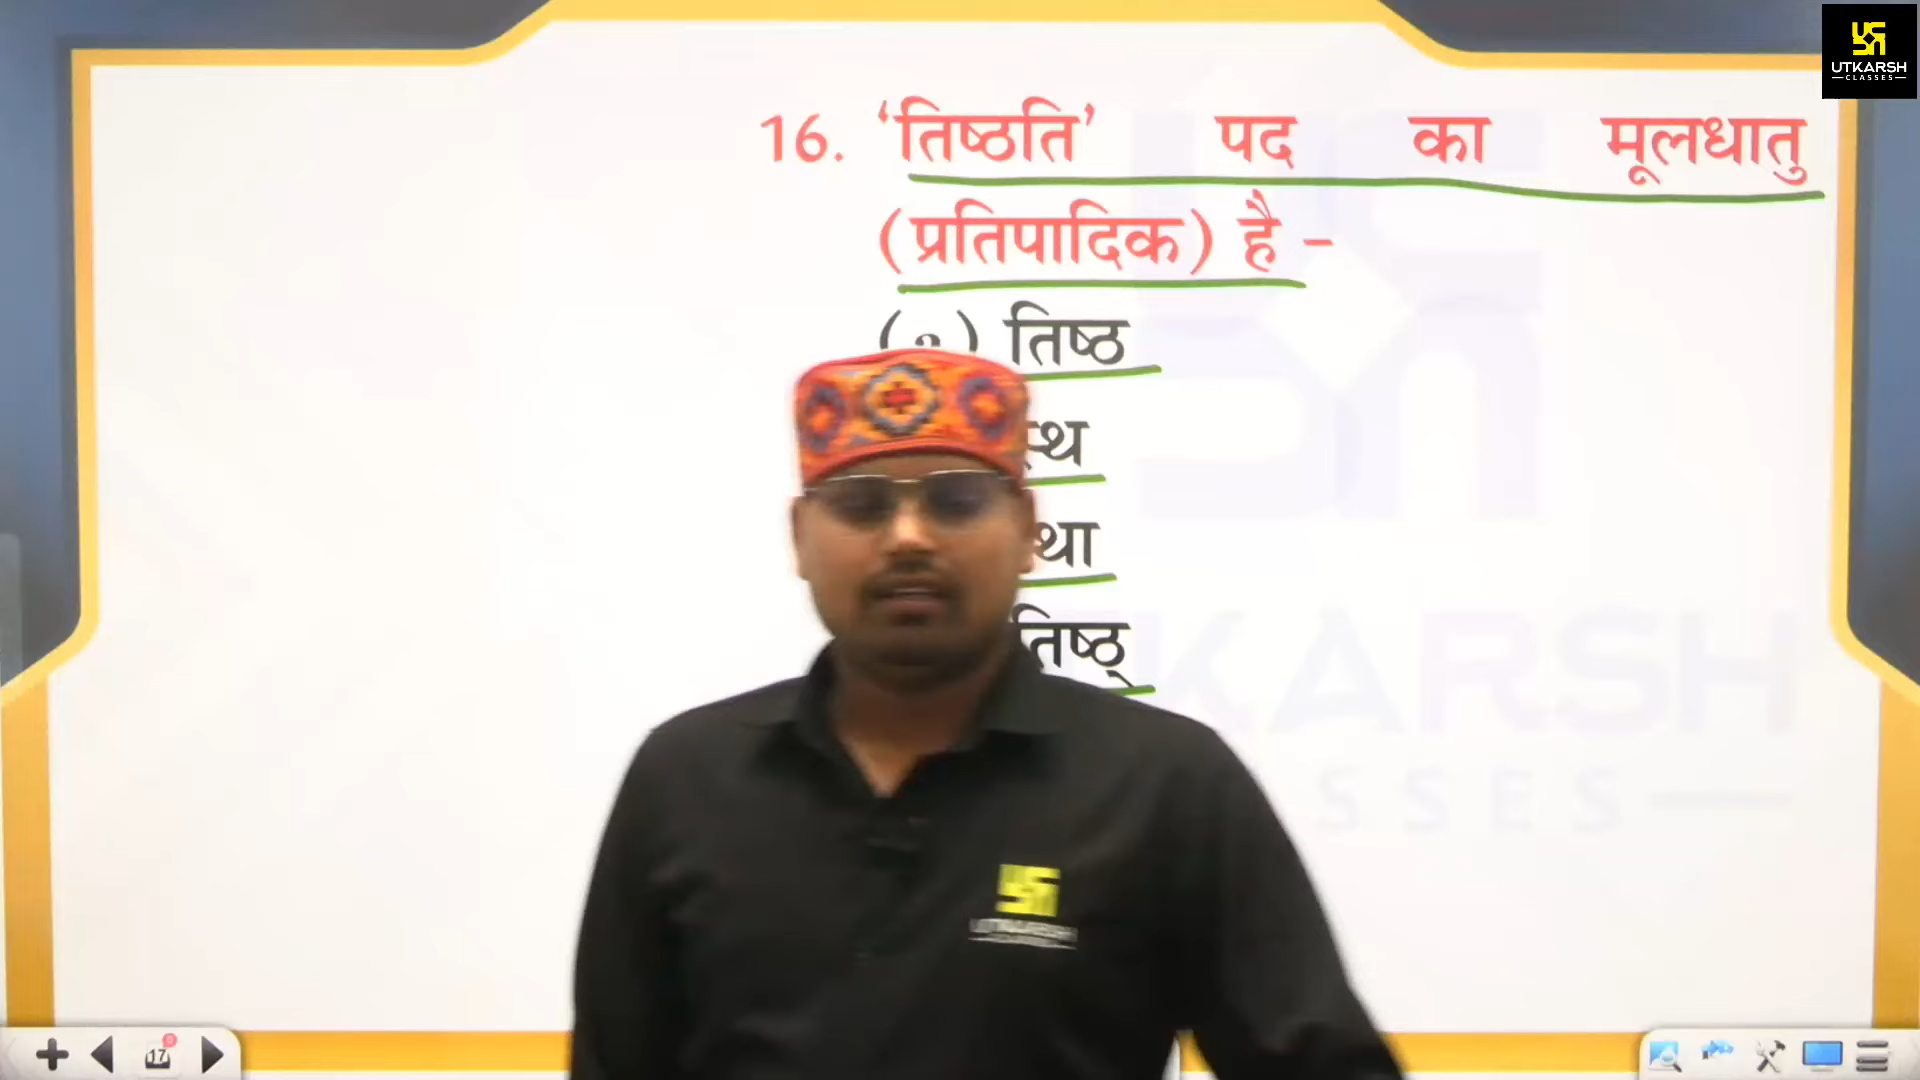 UTKARSH
CLASSES
16. ‘तिष्ठति’ पद का मूलधातु
(प्रतिपादिक) है –
तिष्ठ
स्थ
तिष्ठ्
17